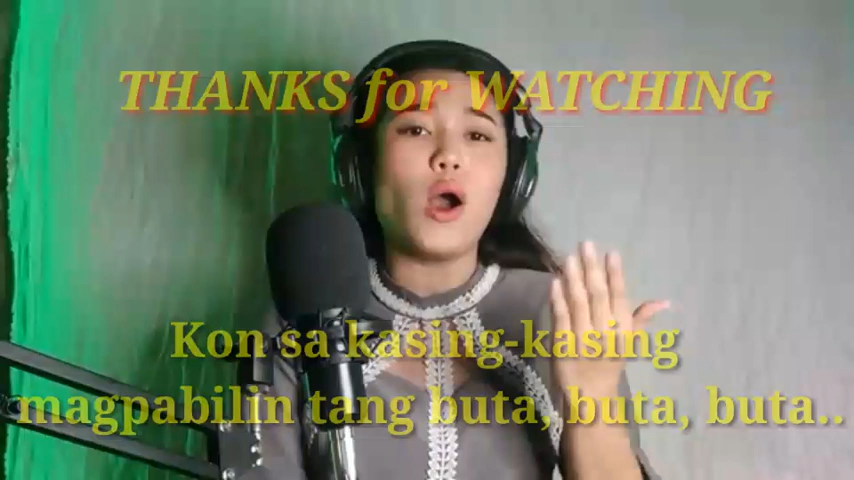 THANKS for WATCHING
Kon sa kasing-kasing
magpabilin tang buta, buta, buta..